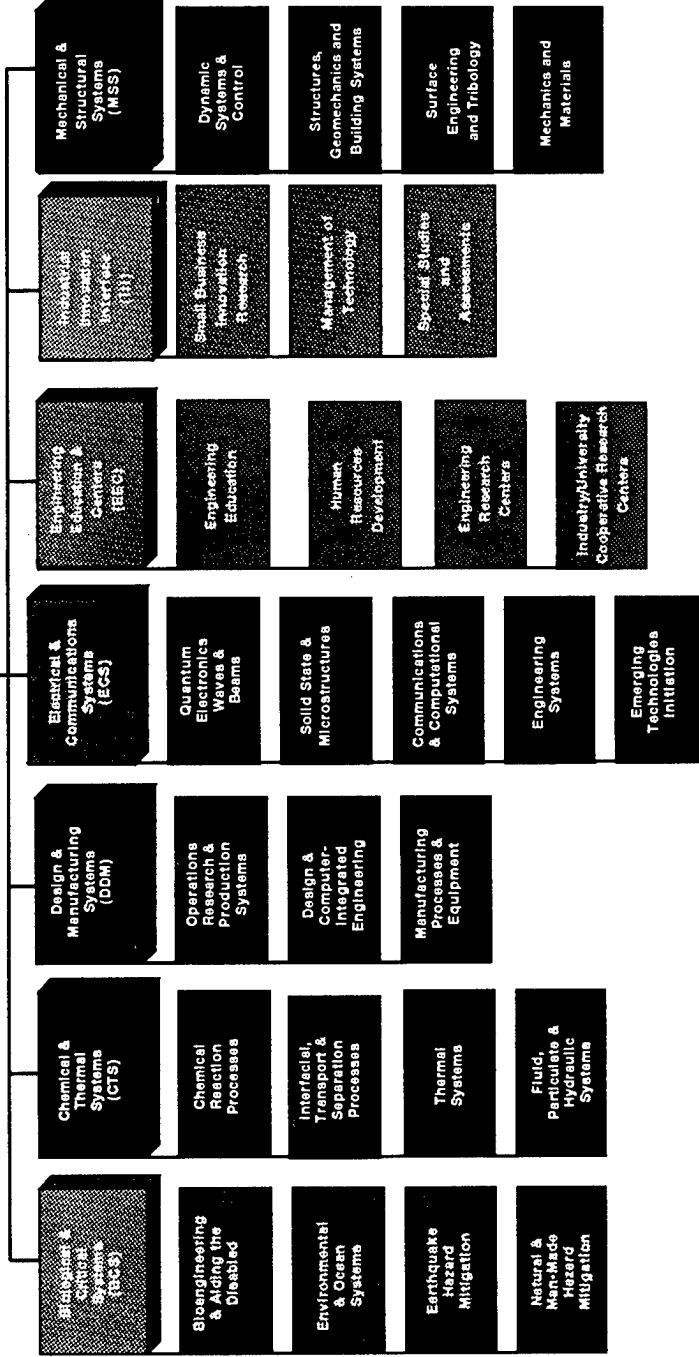 Biological &
Critical
Systems
(BCS)
Bioengineering
& Aiding the
Disabled
Environmental
& Ocean
Systems
Earthquake
Hazard
Mitigation
Natural &
Man-Made
Hazard
Mitigation
Chemical &
Thermal
Systems
(CTS)
Chemical
Reaction
Processes
Interfacial,
Transport &
Separation
Processes
Thermal
Systems
Fluid,
Particulate &
Hydraulic
Systems
Design &
Manufacturing
Systems
(DDM)
Operations
Research &
Production
Systems
Design &
Computer-
Integrated
Engineering
Manufacturing
Processes &
Equipment
Electrical &
Communications
Systems
(ECS)
Quantum
Electronics
Waves &
Beams
Solid State &
Microstructures
Communications
& Computational
Systems
Engineering
Systems
Emerging
Technologies
Initiation
Engineering
Education &
Centers
(EEC)
Engineering
Education
Human
Resources
Development
Engineering
Research
Centers
Industry/University
Cooperative Research
Centers
Industrial
Innovation
Interface
(III)
Small Business
Innovation
Research
Management of
Technology
Special Studies
and
Assessments
Mechanical &
Structural
Systems
(MSS)
Dynamic
Systems &
Control
Structures,
Geomechanics and
Building Systems
Surface
Engineering
and Tribology
Mechanics and
Materials